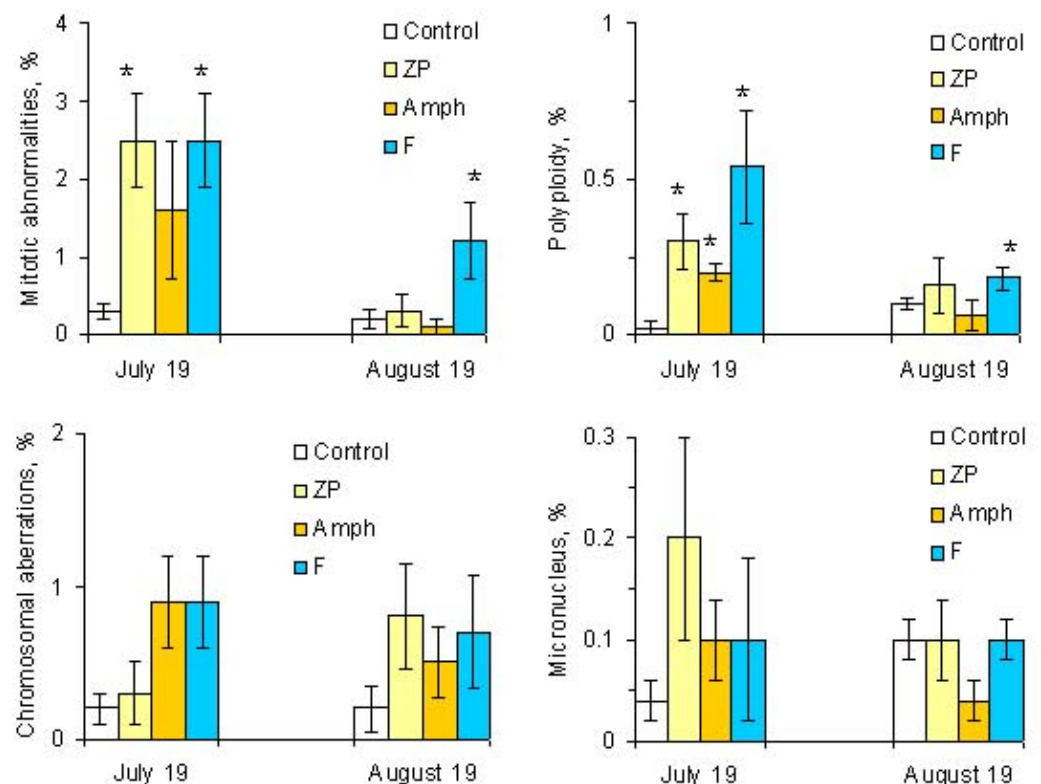 Mitotic abnormalities, %
4
3
2
1
0
* * *
Control
ZP
Amph
F
July 19 August 19
Polyploidy, %
1
0.5
0
* * * *
Control
ZP
Amph
F
July 19 August 19
Chromosomal aberrations, %
2
1
0
Control
ZP
Amph
F
July 19 August 19
Micronucleus, %
0.3
0.2
0.1
0
Control
ZP
Amph
F
July 19 August 19